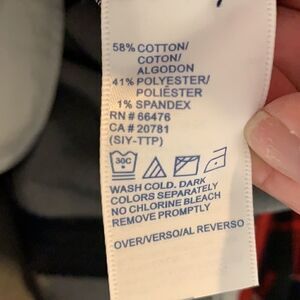 58% COTTON/
COTON/
ALGODON
41% POLYESTER/
POLIÉSTER
1% SPANDEX
RN # 66476
CA # 20781
(SIY-TTP)
30C
WASH COLD. DARK
COLORS SEPARATELY
NO CHLORINE BLEACH
REMOVE PROMPTLY
OVER/VERSO/AL REVERSO